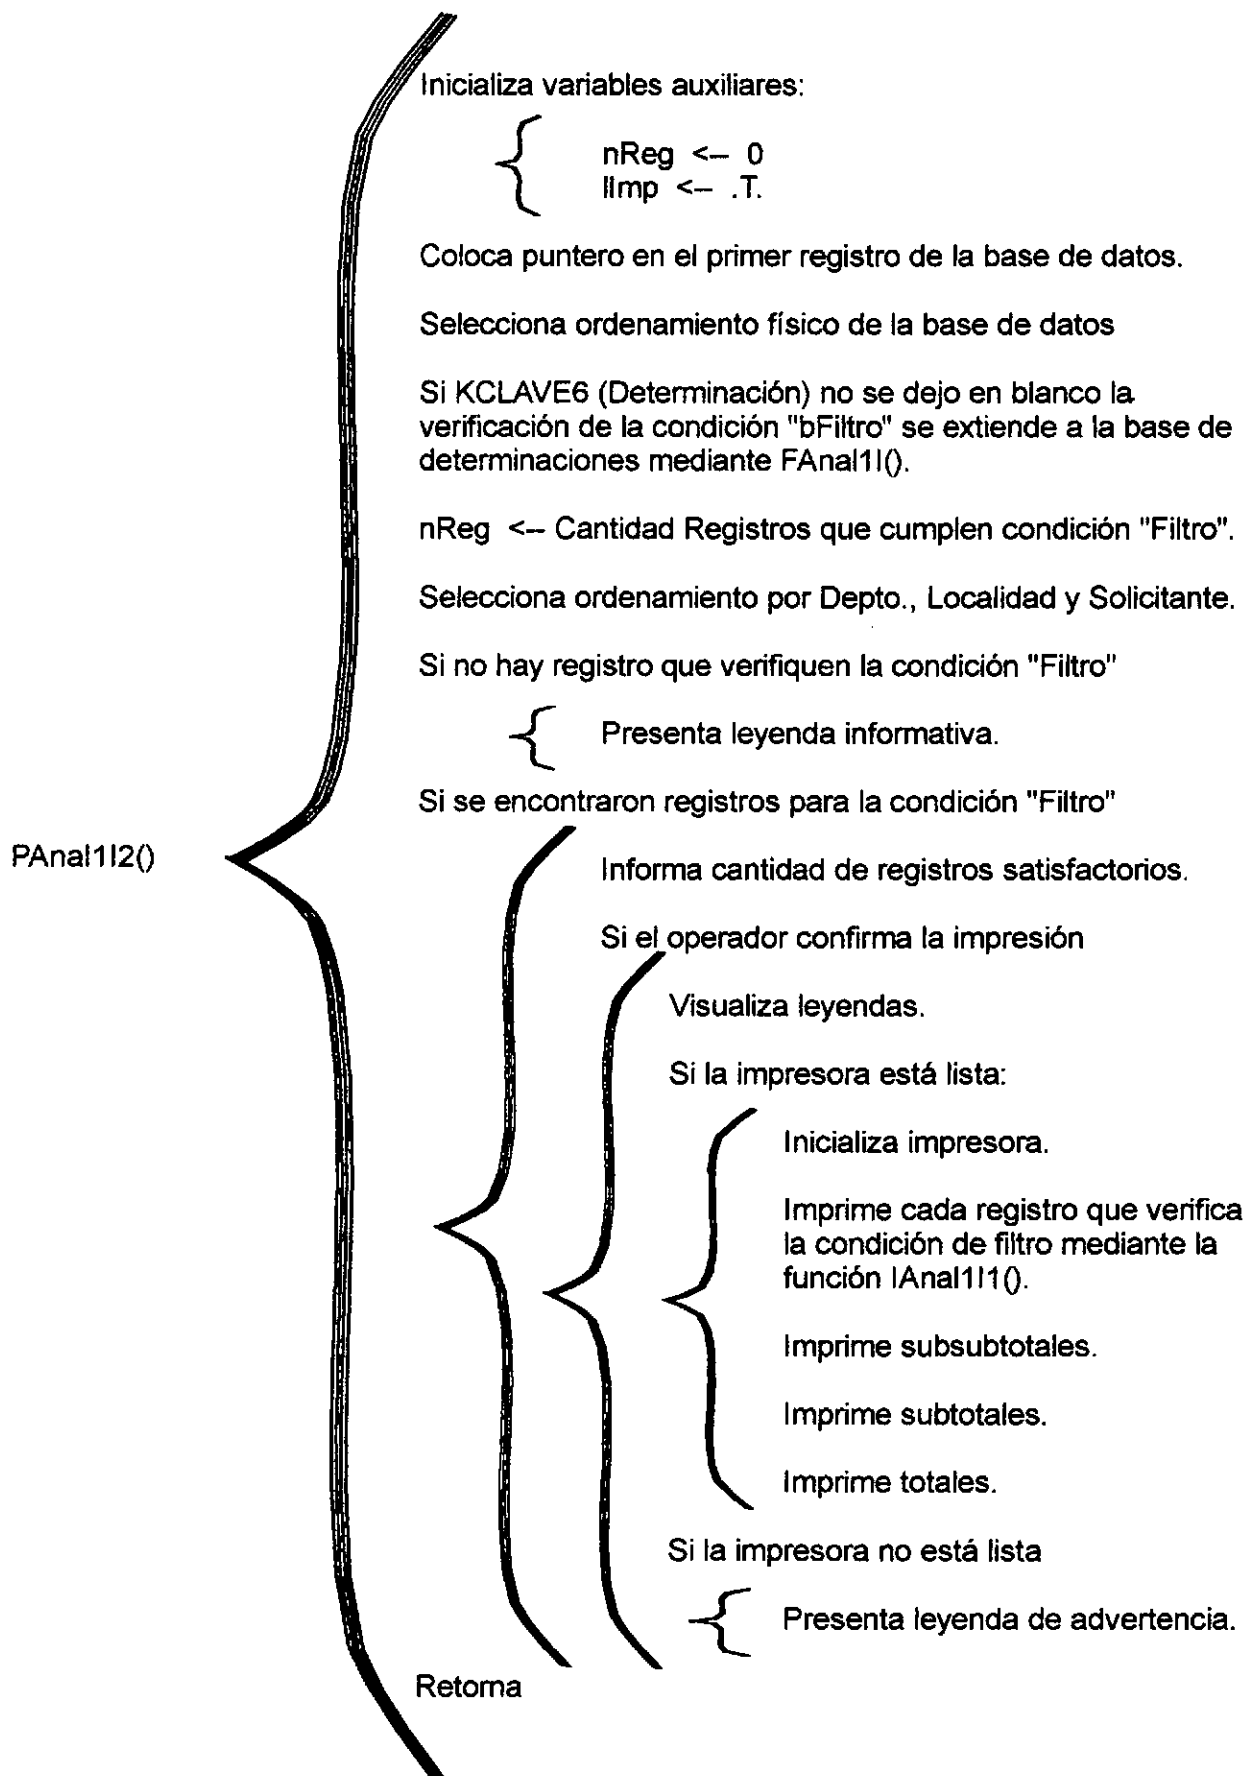 Inicializa variables auxiliares:
nReg <-- 0
lImp <-- .T.
Coloca puntero en el primer registro de la base de datos.
Selecciona ordenamiento físico de la base de datos
Si KCLAVE6 (Determinación) no se dejo en blanco la
verificación de la condición "bFiltro" se extiende a la base de
determinaciones mediante FAnal1I().
nReg <-- Cantidad Registros que cumplen condición "Filtro".
Selecciona ordenamiento por Depto., Localidad y Solicitante.
Si no hay registro que verifiquen la condición "Filtro"
Presenta leyenda informativa.
Si se encontraron registros para la condición "Filtro"
PAnal1I2()
Informa cantidad de registros satisfactorios.
Si el operador confirma la impresión
Visualiza leyendas.
Si la impresora está lista:
Inicializa impresora.
Imprime cada registro que verifica
la condición de filtro mediante la
función IAnal1I1().
Imprime subsubtotales.
Imprime subtotales.
Imprime totales.
Si la impresora no está lista
Presenta leyenda de advertencia.
Retorna